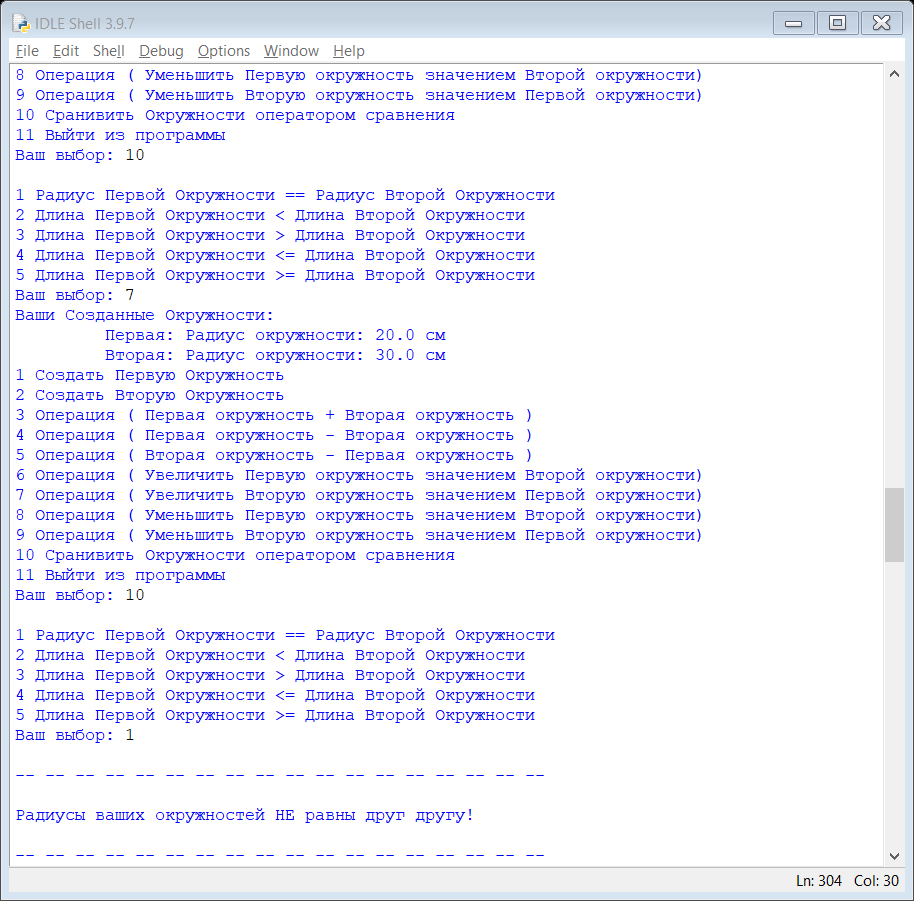 IDLE Shell 3.9.7
File Edit Shell Debug Options Window Help
8 Операция ( Уменьшить Первую окружность значением Второй окружности)
9 Операция ( Уменьшить Вторую окружность значением Первой окружности)
10 Сранивить Окружности оператором сравнения
11 Выйти из программы
Ваш выбор: 10
1 Радиус Первой Окружности == Радиус Второй Окружности
2 Длина Первой Окружности < Длина Второй Окружности
3 Длина Первой Окружности > Длина Второй Окружности
4 Длина Первой Окружности <= Длина Второй Окружности
5 Длина Первой Окружности >= Длина Второй Окружности
Ваш выбор: 7
Ваши Созданные Окружности:
Первая: Радиус окружности: 20.0 см
Вторая: Радиус окружности: 30.0 см
1 Создать Первую Окружность
2 Создать Вторую Окружность
3 Операция ( Первая окружность + Вторая окружность )
4 Операция ( Первая окружность - Вторая окружность )
5 Операция ( Вторая окружность - Первая окружность )
6 Операция ( Увеличить Первую окружность значением Второй окружности)
7 Операция ( Увеличить Вторую окружность значением Первой окружности)
8 Операция ( Уменьшить Первую окружность значением Второй окружности)
9 Операция ( Уменьшить Вторую окружность значением Первой окружности)
10 Сранивить Окружности оператором сравнения
11 Выйти из программы
Ваш выбор: 10
1 Радиус Первой Окружности == Радиус Второй Окружности
2 Длина Первой Окружности < Длина Второй Окружности
3 Длина Первой Окружности > Длина Второй Окружности
4 Длина Первой Окружности <= Длина Второй Окружности
5 Длина Первой Окружности >= Длина Второй Окружности
Ваш выбор: 1
-- -- -- -- -- -- -- -- -- -- -- -- -- -- -- -- -- --
Радиусы ваших окружностей НЕ равны друг другу!
-- -- -- -- -- -- -- -- -- -- -- -- -- -- -- -- -- --
Ln: 304 Col: 30